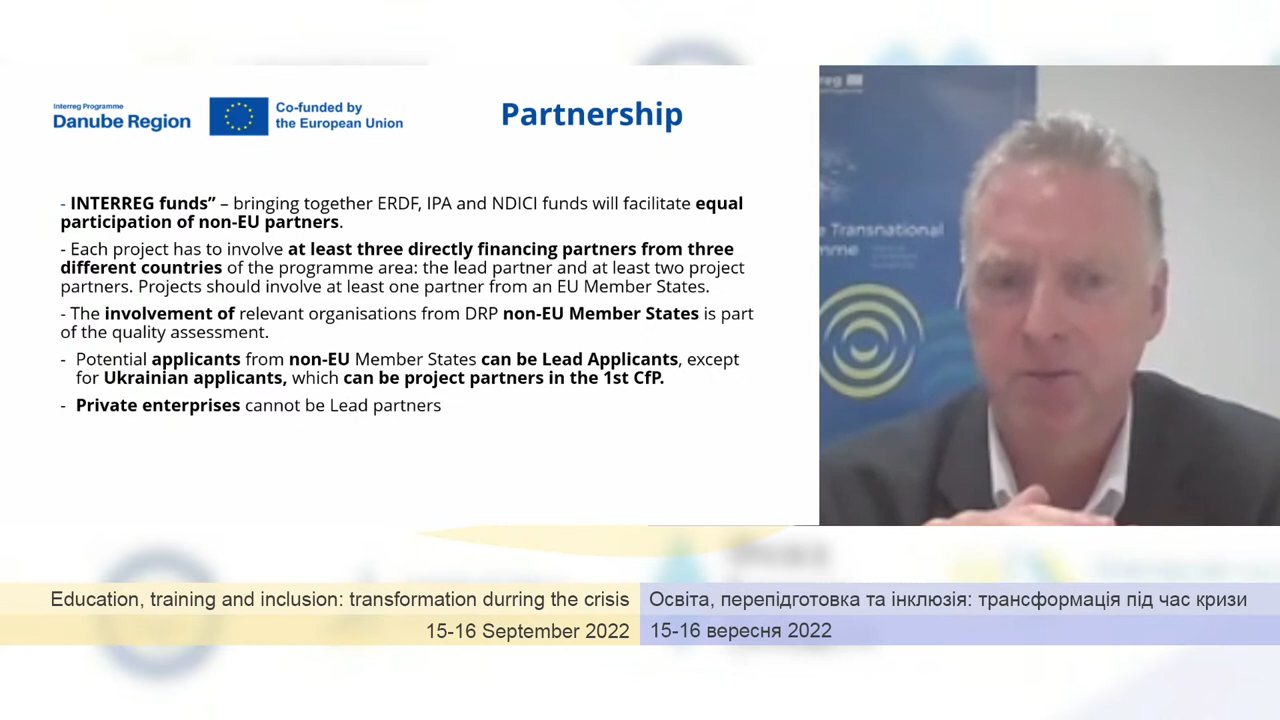 Interreg Programme
Danube Region
Co-funded by
the European Union
Partnership
- INTERREG funds” – bringing together ERDF, IPA and NDICI funds will facilitate equal
participation of non-EU partners.
- Each project has to involve at least three directly financing partners from three
different countries of the programme area: the lead partner and at least two project
partners. Projects should involve at least one partner from an EU Member States.
- The involvement of relevant organisations from DRP non-EU Member States is part
of the quality assessment.
- Potential applicants from non-EU Member States can be Lead Applicants, except
for Ukrainian applicants, which can be project partners in the 1st CfP.
- Private enterprises cannot be Lead partners
reg
e Transnational
mme
Education, training and inclusion: transformation durring the crisis
15-16 September 2022
Освіта, перепідготовка та інклюзія: трансформація під час кризи
15-16 вересня 2022